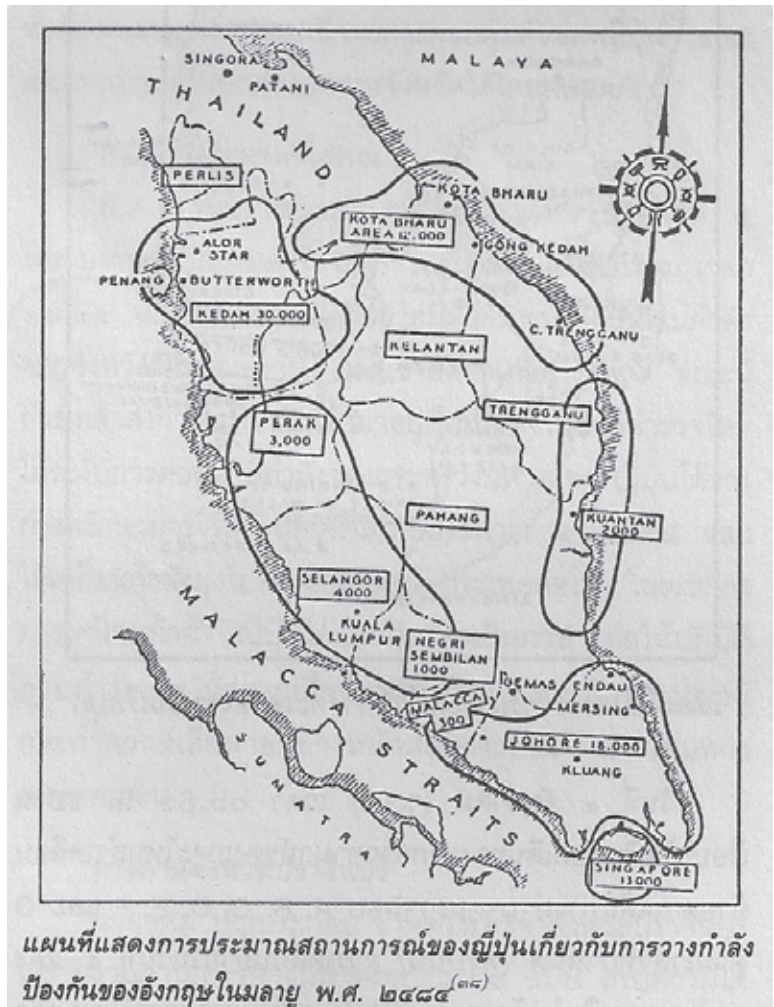 SINGORA
PATANI
MALAYA
THAILAND
PERLIS
KOTA BHARU
KOTA BHARU
AREA 12.000
GONG KEDAH
ALOR
STAR
PENANG
BUTTERWORTH
KEDAH 30.000
C. TRENGGANU
KELANTAN
TRENGGANU
PERAK
3,000
PAHANG
KUANTAN
2000
SELANGOR
4000
KUALA
LUMPUR
NEGRI
SEMBILAN
1000
MALACCA
300
GEMAS
ENDAU
MERSING
JOHORE 18.000
KLUANG
MALACCA STRAITS
SUMATRA
SINGAPORE
13000
แผนที่แสดงการประมาณสถานการณ์ของญี่ปุ่นเกี่ยวกับการวางกำลัง
ป้องกันของอังกฤษในมลายู พ.ศ. ๒๔๘๔(๓๘)